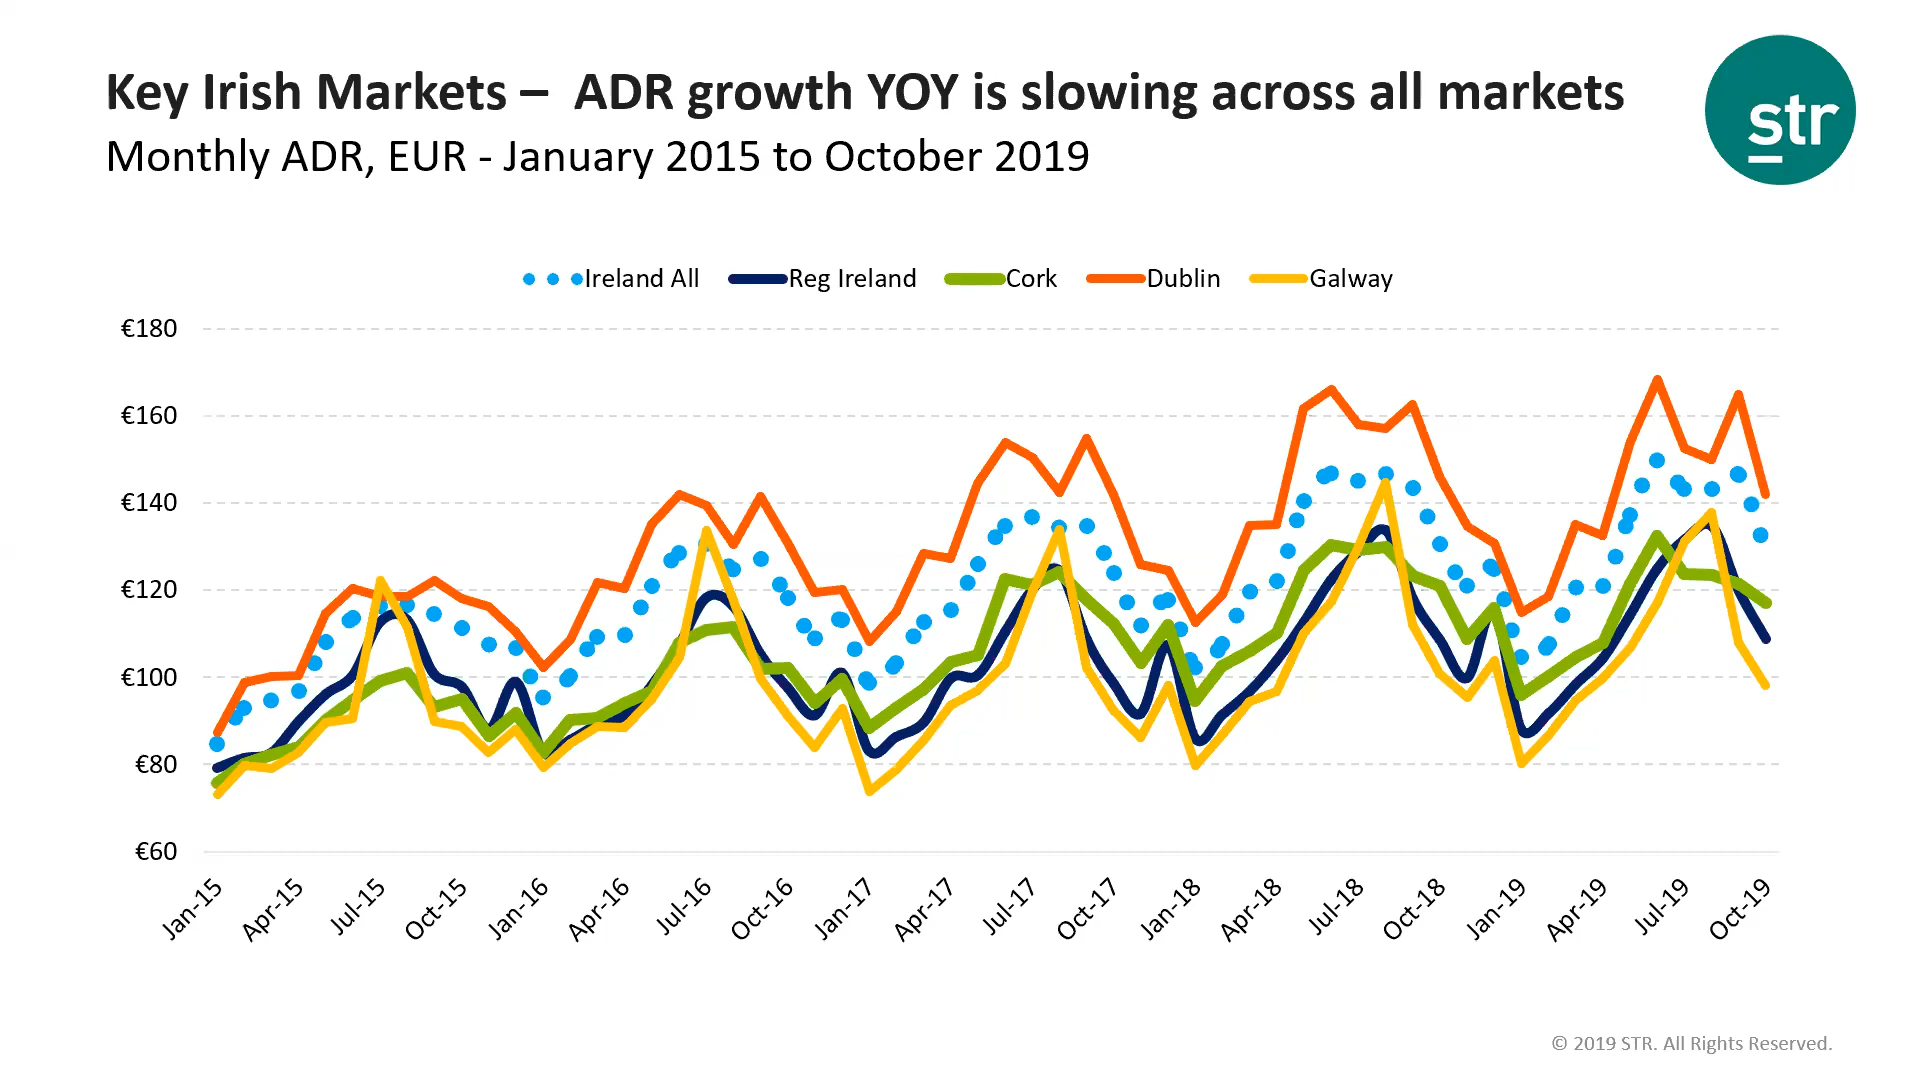 Key Irish Markets – ADR growth YOY is slowing across all markets
Monthly ADR, EUR - January 2015 to October 2019
str
Ireland All Reg Ireland Cork Dublin Galway
€180
€160
€140
€120
€100
€80
€60
Jan-15 Apr-15 Jul-15 Oct-15 Jan-16 Apr-16 Jul-16 Oct-16 Jan-17 Apr-17 Jul-17 Oct-17 Jan-18 Apr-18 Jul-18 Oct-18 Jan-19 Apr-19 Jul-19 Oct-19
© 2019 STR. All Rights Reserved.